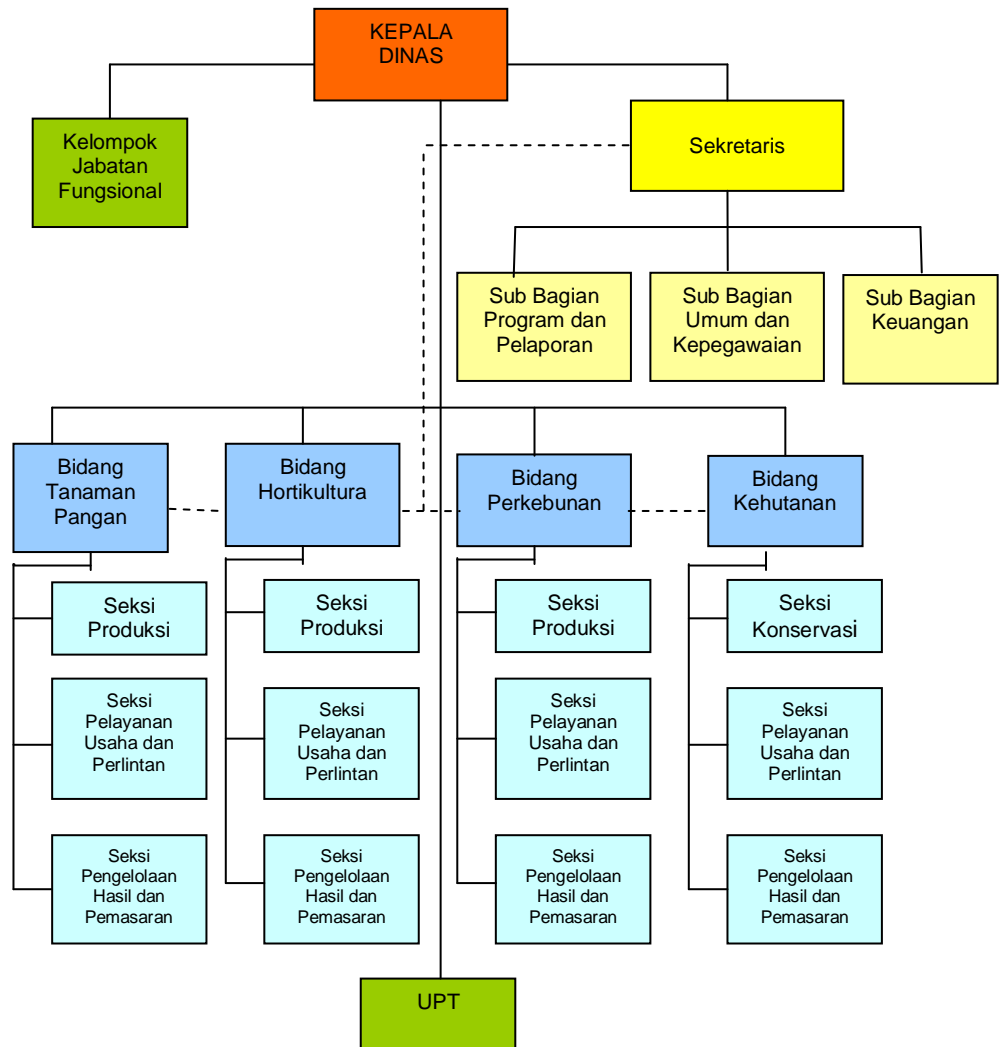 KEPALA
DINAS
Kelompok
Jabatan
Fungsional
Sekretaris
Sub Bagian
Program dan
Pelaporan
Sub Bagian
Umum dan
Kepegawaian
Sub Bagian
Keuangan
Bidang
Tanaman
Pangan
Bidang
Hortikultura
Bidang
Perkebunan
Bidang
Kehutanan
Seksi
Produksi
Seksi
Produksi
Seksi
Produksi
Seksi
Konservasi
Seksi
Pelayanan
Usaha dan
Perlintan
Seksi
Pelayanan
Usaha dan
Perlintan
Seksi
Pelayanan
Usaha dan
Perlintan
Seksi
Pelayanan
Usaha dan
Perlintan
Seksi
Pengelolaan
Hasil dan
Pemasaran
Seksi
Pengelolaan
Hasil dan
Pemasaran
Seksi
Pengelolaan
Hasil dan
Pemasaran
Seksi
Pengelolaan
Hasil dan
Pemasaran
UPT